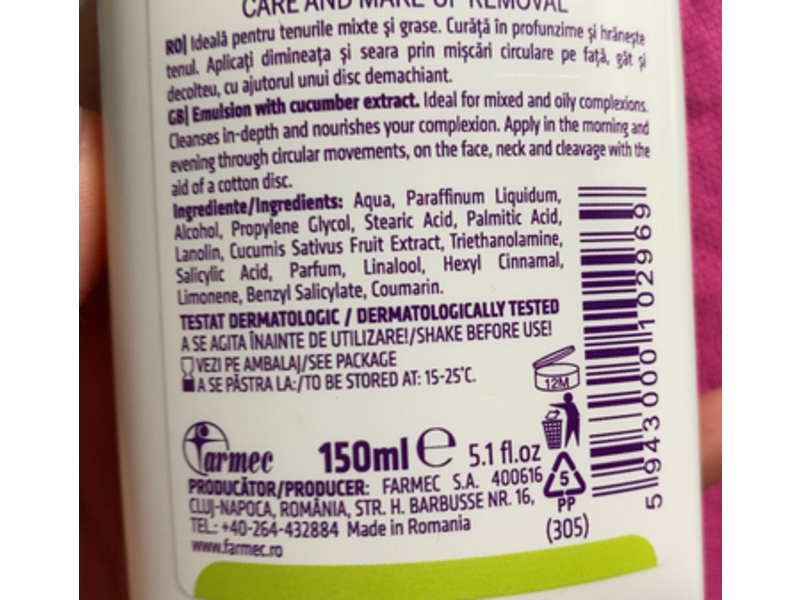 CARE AND MAKE-UP REMOVAL
RO| Ideală pentru tenurile mixte și grase. Curăță în profunzime și hrănește
tenul. Aplicați dimineața și seara prin mișcări circulare pe față, gât și
decolteu, cu ajutorul unui disc demachiant.
GB| Emulsion with cucumber extract. Ideal for mixed and oily complexions.
Cleanses in-depth and nourishes your complexion. Apply in the morning and
evening through circular movements, on the face, neck and cleavage with the
aid of a cotton disc.
Ingrediente/Ingredients: Aqua, Paraffinum Liquidum,
Alcohol, Propylene Glycol, Stearic Acid, Palmitic Acid,
Lanolin, Cucumis Sativus Fruit Extract, Triethanolamine,
Salicylic Acid, Parfum, Linalool, Hexyl Cinnamal,
Limonene, Benzyl Salicylate, Coumarin.
TESTAT DERMATOLOGIC / DERMATOLOGICALLY TESTED
A SE AGITA ÎNAINTE DE UTILIZARE!/SHAKE BEFORE USE!
VEZI PE AMBALAJ/SEE PACKAGE
A SE PĂSTRA LA:/TO BE STORED AT: 15-25°C.
12M
farmec 150ml e 5.1 fl.oz
PRODUCĂTOR/PRODUCER: FARMEC S.A. 400616
CLUJ-NAPOCA, ROMÂNIA, STR. H. BARBUSSE NR. 16,
TEL.: +40-264-432884 Made in Romania
www.farmec.ro
5
PP
(305)
5943000102969